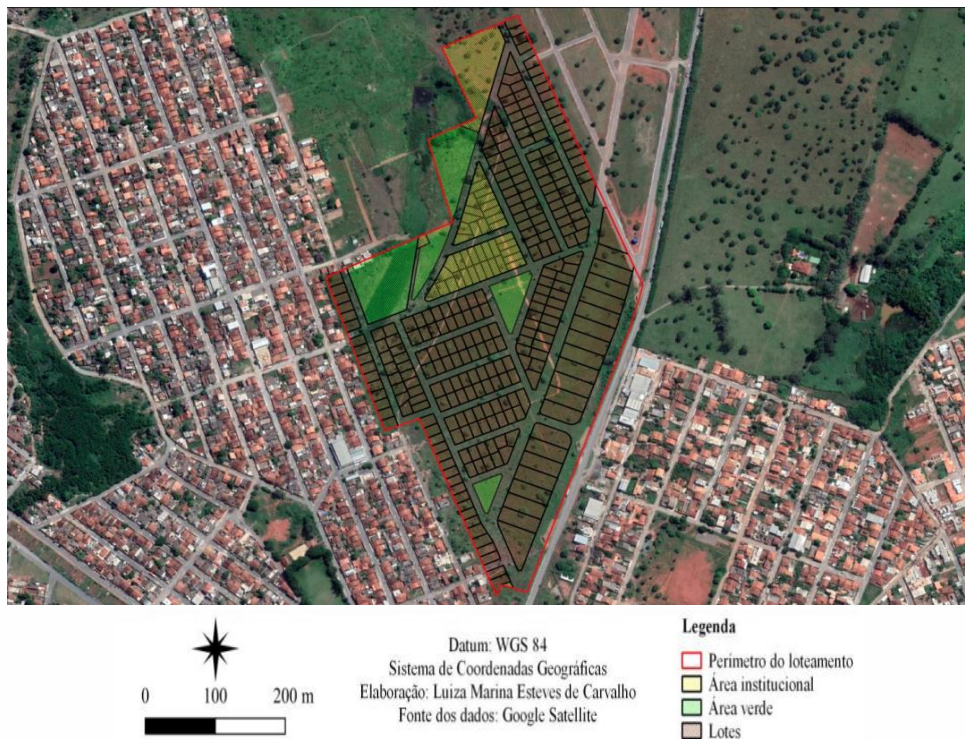 0 100 200 m
Datum: WGS 84
Sistema de Coordenadas Geográficas
Elaboração: Luiza Marina Esteves de Carvalho
Fonte dos dados: Google Satellite
Legenda
Perímetro do loteamento
Área institucional
Área verde
Lotes